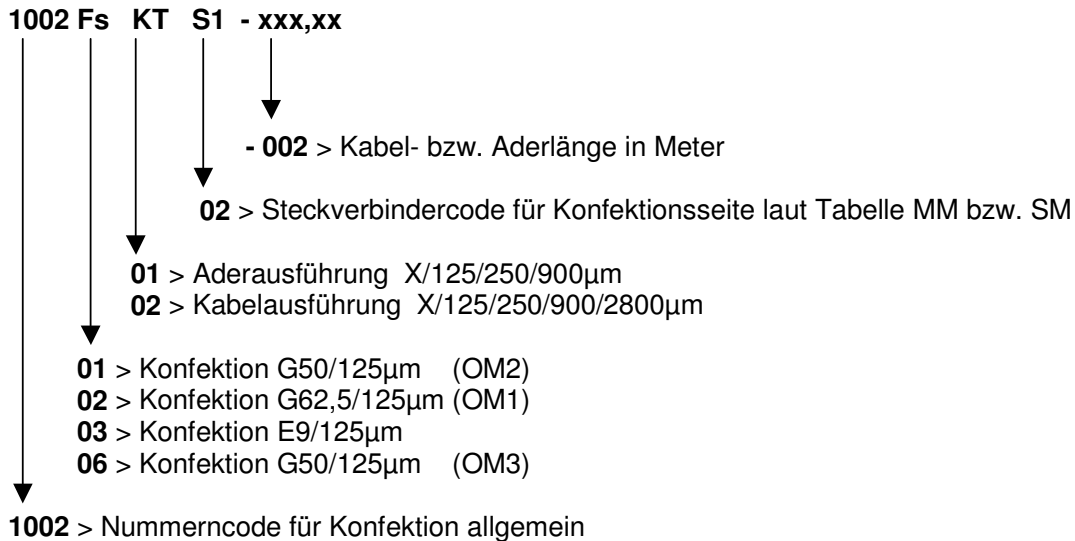 1002 Fs KT S1 - xxx,xx
- 002 > Kabel- bzw. Aderlänge in Meter
02 > Steckverbindercode für Konfektionsseite laut Tabelle MM bzw. SM
01 > Aderausführung X/125/250/900µm
02 > Kabelausführung X/125/250/900/2800µm
01 > Konfektion G50/125µm (OM2)
02 > Konfektion G62,5/125µm (OM1)
03 > Konfektion E9/125µm
06 > Konfektion G50/125µm (OM3)
1002 > Nummerncode für Konfektion allgemein